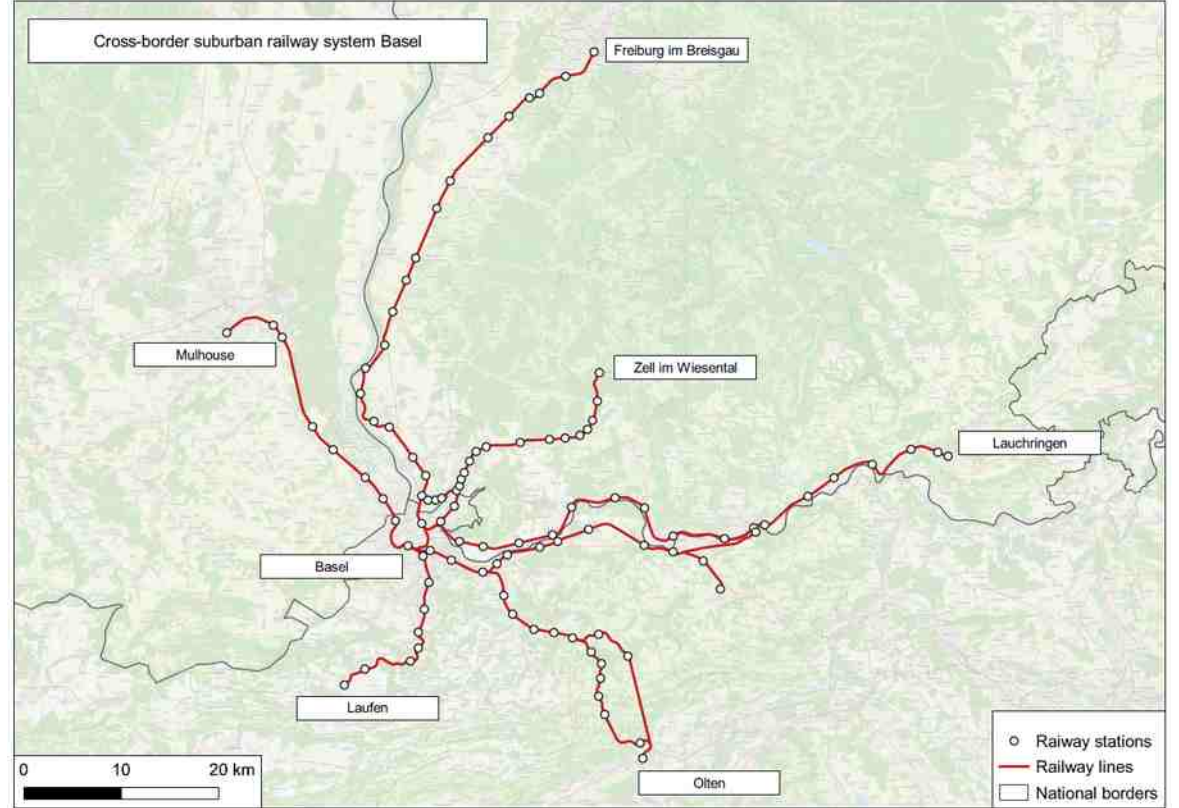 Cross-border suburban railway system Basel
Freiburg im Breisgau
Mulhouse
Zell im Wiesental
Lauchringen
Basel
Laufen
Olten
0 10 20 km
Raiway stations
Railway lines
National borders